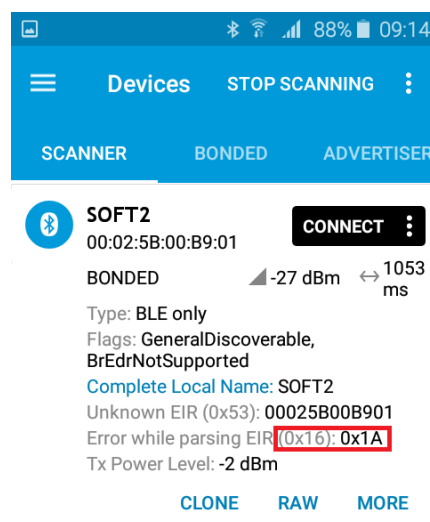 88% 09:14
Devices STOP SCANNING
SCANNER BONDED ADVERTISER
SOFT2
CONNECT
00:02:5B:00:B9:01
BONDED -27 dBm ↔1053 ms
Type: BLE only
Flags: GeneralDiscoverable,
BrEdrNotSupported
Complete Local Name: SOFT2
Unknown EIR (0x53): 00025B00B901
Error while parsing EIR (0x16): 0x1A
Tx Power Level: -2 dBm
CLONE RAW MORE